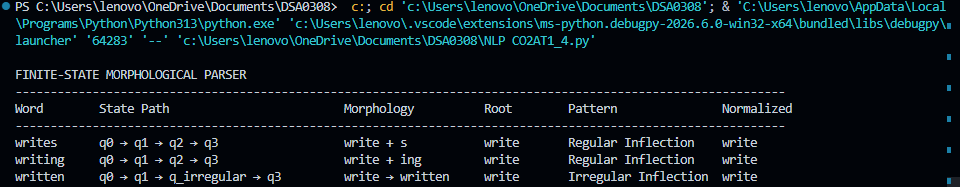 PS C:\Users\lenovo\OneDrive\Documents\DSA0308> c:; cd 'c:\Users\lenovo\OneDrive\Documents\DSA0308'; & 'C:\Users\lenovo\AppData\Local
\Programs\Python\Python313\python.exe' 'c:\Users\lenovo\.vscode\extensions\ms-python.debugpy-2026.6.0-win32-x64\bundled\libs\debugpy\
launcher' '64283' '--' 'c:\Users\lenovo\OneDrive\Documents\DSA0308\NLP CO2AT1_4.py'
FINITE-STATE MORPHOLOGICAL PARSER
--------------------------------------------------------------------------------------------------------------
Word State Path Morphology Root Pattern Normalized
--------------------------------------------------------------------------------------------------------------
writes q0 → q1 → q2 → q3 write + s write Regular Inflection write
writing q0 → q1 → q2 → q3 write + ing write Regular Inflection write
written q0 → q1 → q_irregular → q3 write → written write Irregular Inflection write